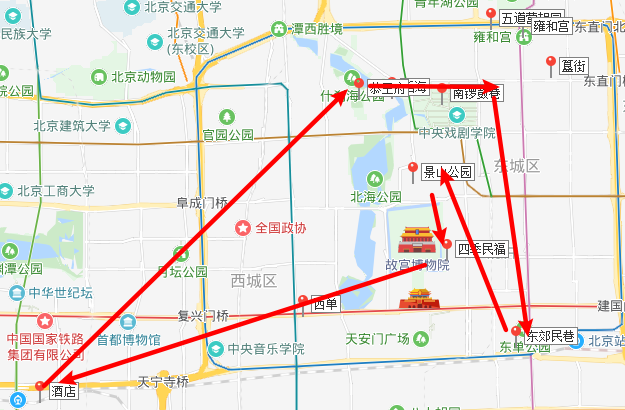 青年湖公园
五道营胡同
民族大学
北京交通大学
北京交通大学
(东校区)
潭西胜境
雍和宫
雍和宫
东直门
簋街
东直门
北京动物园
什刹海公园
恭王府
后海
南锣鼓巷
官园公园
中央戏剧学院
北京建筑大学
东城区
景山公园
北京工商大学
阜成门桥
北海公园
全国政协
四季民福
故宫博物院
月坛公园
西城区
中华世纪坛
西单
复兴门桥
建国
中国国家铁路
集团有限公司
首都博物馆
天安门广场
东郊民巷
东单公园
北京站
中央音乐学院
天宁寺桥
酒店